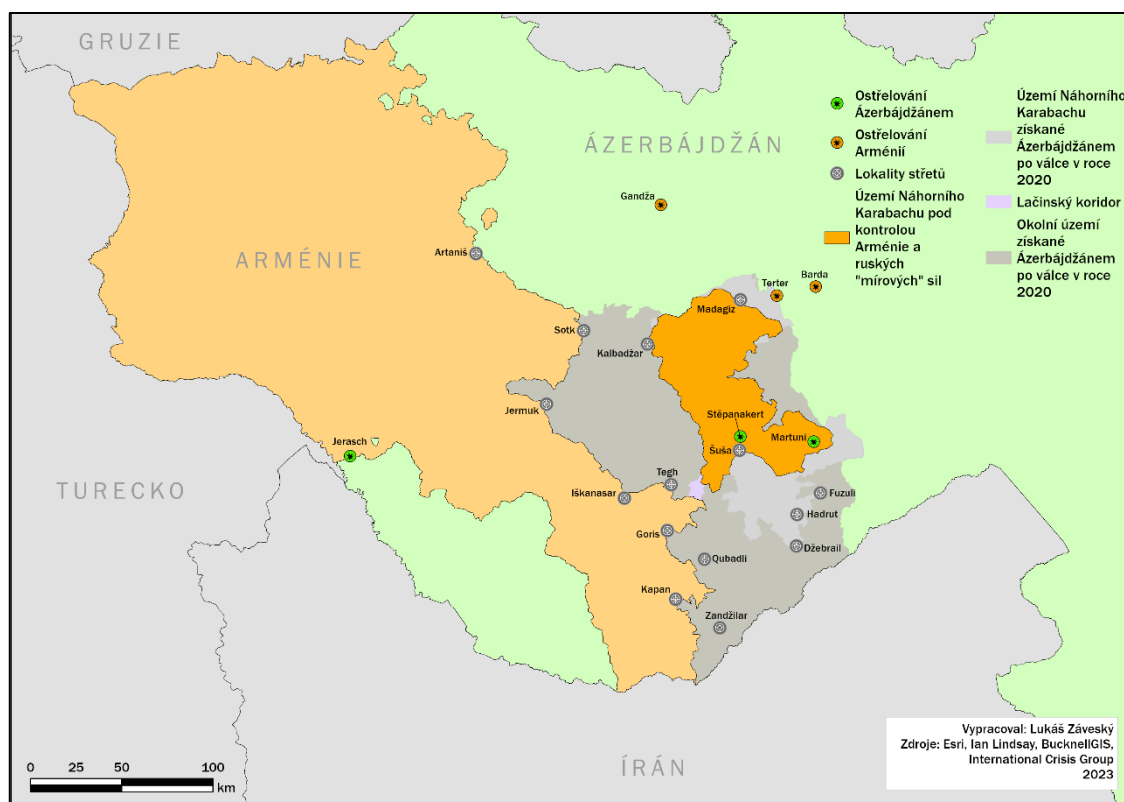 GRUZIE
ÁZERBÁJDŽÁN
ARMÉNIE
TURECKO
ÍRÁN
Gandža
Artaniš
Terter
Barda
Madagiz
Sotk
Kalbadžar
Jermuk
Stěpanakert
Martuni
Šuša
Jerasch
Tegh
Iškanasar
Fuzuli
Hadrut
Goris
Džebrail
Qubadli
Kapan
Zandžilar
Ostřelování
Ázerbájdžánem
Ostřelování
Arménií
Lokality střetů
Území Náhorního
Karabachu pod
kontrolou
Arménie a
ruských
"mírových" sil
Území Náhorního
Karabachu
získané
Ázerbájdžánem
po válce v roce
2020
Lačinský koridor
Okolní území
získané
Ázerbájdžánem
po válce v roce
2020
0 25 50 100
km
Vypracoval: Lukáš Záveský
Zdroje: Esri, Ian Lindsay, BucknellGIS,
International Crisis Group
2023